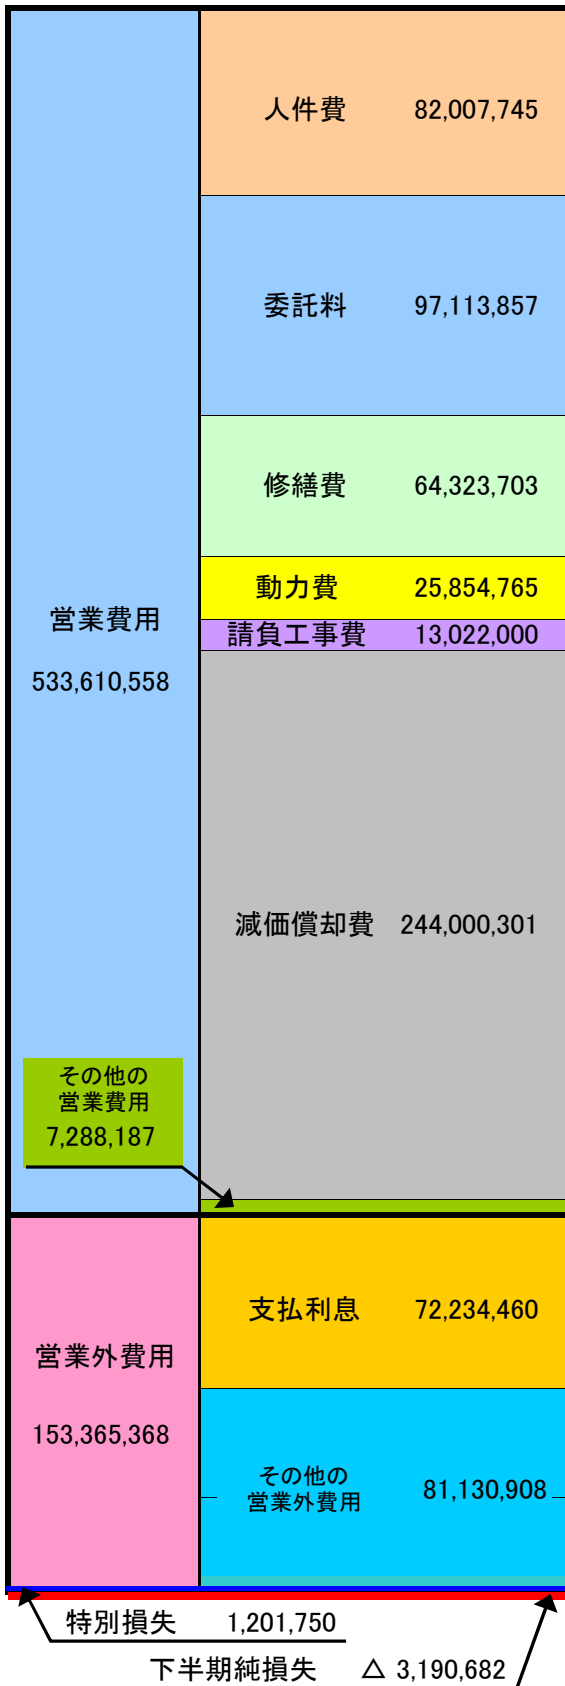 人件費 82,007,745
委託料 97,113,857
修繕費 64,323,703
動力費 25,854,765
請負工事費 13,022,000
営業費用
533,610,558
減価償却費 244,000,301
その他の
営業費用
7,288,187
支払利息 72,234,460
営業外費用
153,365,368
その他の
営業外費用
81,130,908
特別損失 1,201,750
下半期純損失 △ 3,190,682